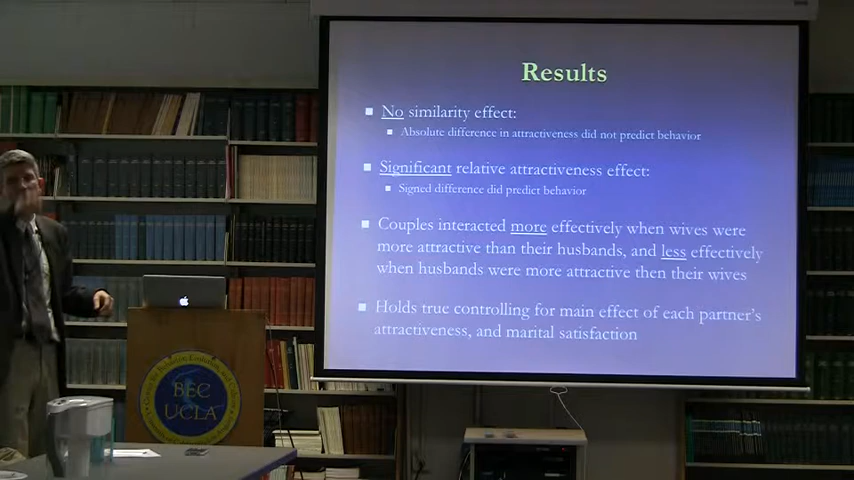 Results
No similarity effect:
Absolute difference in attractiveness did not predict behavior
Significant relative attractiveness effect:
Signed difference did predict behavior
Couples interacted more effectively when wives were
more attractive than their husbands, and less effectively
when husbands were more attractive then their wives
Holds true controlling for main effect of each partner's
attractiveness, and marital satisfaction
BEC
UCLA